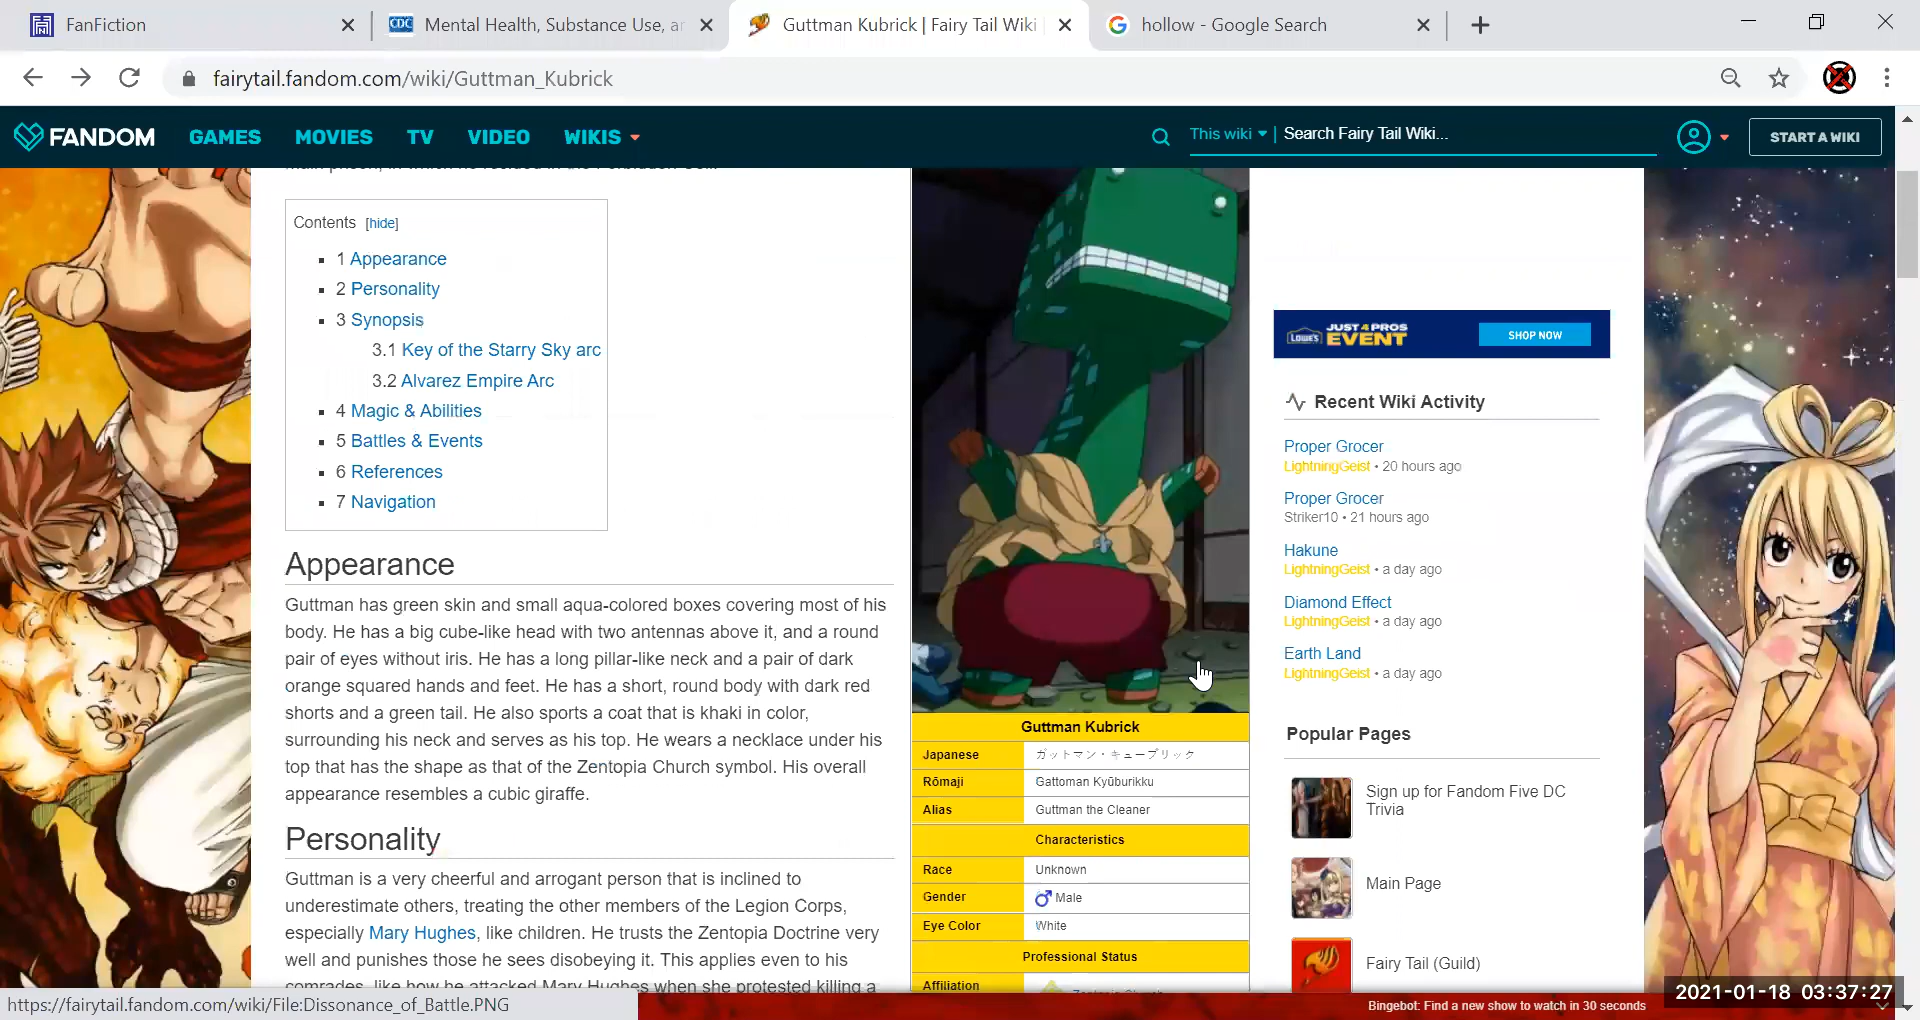 FanFiction
Mental Health, Substance Use, ar
Guttman Kubrick | Fairy Tail Wiki |
hollow - Google Search
fairytail.fandom.com/wiki/Guttman_Kubrick
FANDOM
GAMES
MOVIES
TV
VIDEO
WIKIS
This wiki
Search Fairy Tail Wiki...
START A WIKI
Contents [hide]
1 Appearance
2 Personality
3 Synopsis
3.1 Key of the Starry Sky arc
3.2 Alvarez Empire Arc
4 Magic & Abilities
5 Battles & Events
6 References
7 Navigation
Appearance
Guttman has green skin and small aqua-colored boxes covering most of his
body. He has a big cube-like head with two antennas above it, and a round
pair of eyes without iris. He has a long pillar-like neck and a pair of dark
orange squared hands and feet. He has a short, round body with dark red
shorts and a green tail. He also sports a coat that is khaki in color,
surrounding his neck and serves as his top. He wears a necklace under his
top that has the shape as that of the Zentopia Church symbol. His overall
appearance resembles a cubic giraffe.
Personality
Guttman is a very cheerful and arrogant person that is inclined to
underestimate others, treating the other members of the Legion Corps,
especially Mary Hughes, like children. He trusts the Zentopia Doctrine very
well and punishes those he sees disobeying it. This applies even to his
comrades, like how he attacked Mary Hughes when she protested killing a
Guttman Kubrick
Japanese ガットマン・キューブリック
Rōmaji Gattoman Kyūburikku
Alias Guttman the Cleaner
Characteristics
Race Unknown
Gender Male
Eye Color White
Professional Status
Affiliation Zentopia Church
LOWE'S
JUST 4 PROS
EVENT
SHOP NOW
Recent Wiki Activity
Proper Grocer
LightningGeist • 20 hours ago
Proper Grocer
Striker10 • 21 hours ago
Hakune
LightningGeist • a day ago
Diamond Effect
LightningGeist • a day ago
Earth Land
LightningGeist • a day ago
Popular Pages
Sign up for Fandom Five DC
Trivia
Main Page
Fairy Tail (Guild)
https://fairytail.fandom.com/wiki/File:Dissonance_of_Battle.PNG
Bingebot: Find a new show to watch in 30 seconds
2021-01-18 03:37:27